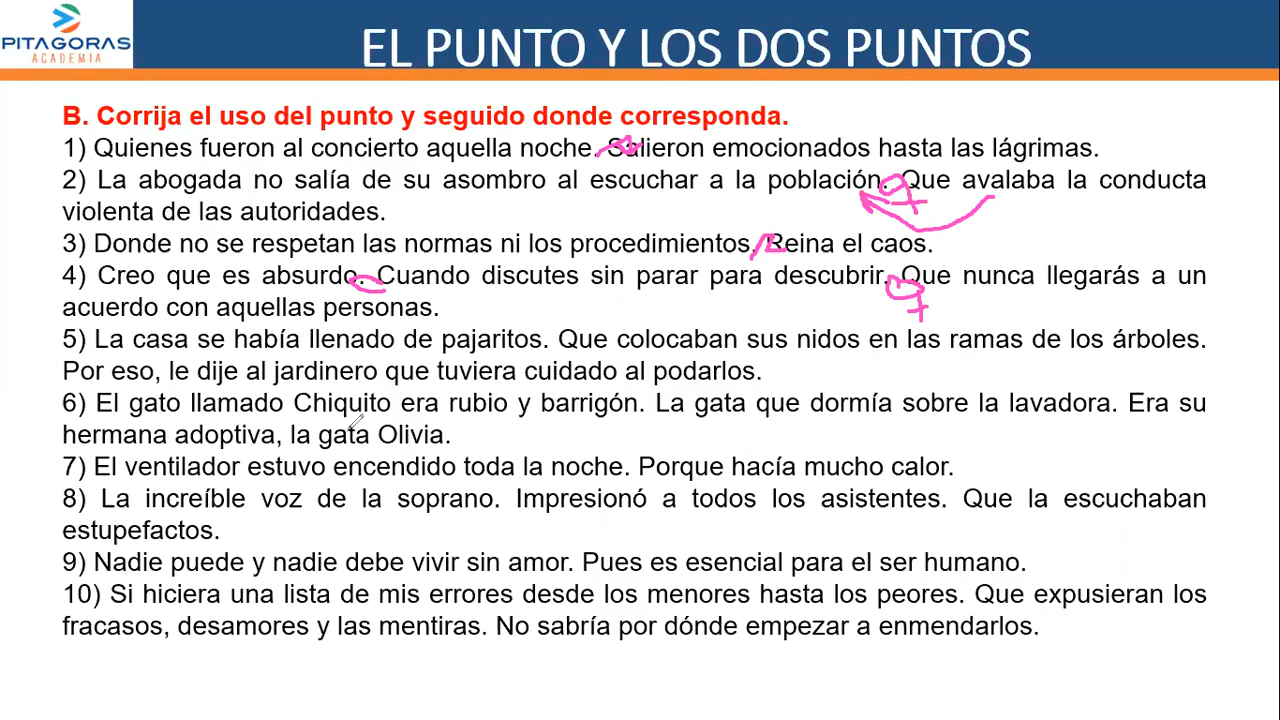 PITAGORAS
ACADEMIA
EL PUNTO Y LOS DOS PUNTOS
B. Corrija el uso del punto y seguido donde corresponda.
1) Quienes fueron al concierto aquella noche. Salieron emocionados hasta las lágrimas.
2) La abogada no salía de su asombro al escuchar a la población. Que avalaba la conducta
violenta de las autoridades.
3) Donde no se respetan las normas ni los procedimientos. Reina el caos.
4) Creo que es absurdo. Cuando discutes sin parar para descubrir. Que nunca llegarás a un
acuerdo con aquellas personas.
5) La casa se había llenado de pajaritos. Que colocaban sus nidos en las ramas de los árboles.
Por eso, le dije al jardinero que tuviera cuidado al podarlos.
6) El gato llamado Chiquito era rubio y barrigón. La gata que dormía sobre la lavadora. Era su
hermana adoptiva, la gata Olivia.
7) El ventilador estuvo encendido toda la noche. Porque hacía mucho calor.
8) La increíble voz de la soprano. Impresionó a todos los asistentes. Que la escuchaban
estupefactos.
9) Nadie puede y nadie debe vivir sin amor. Pues es esencial para el ser humano.
10) Si hiciera una lista de mis errores desde los menores hasta los peores. Que expusieran los
fracasos, desamores y las mentiras. No sabría por dónde empezar a enmendarlos.